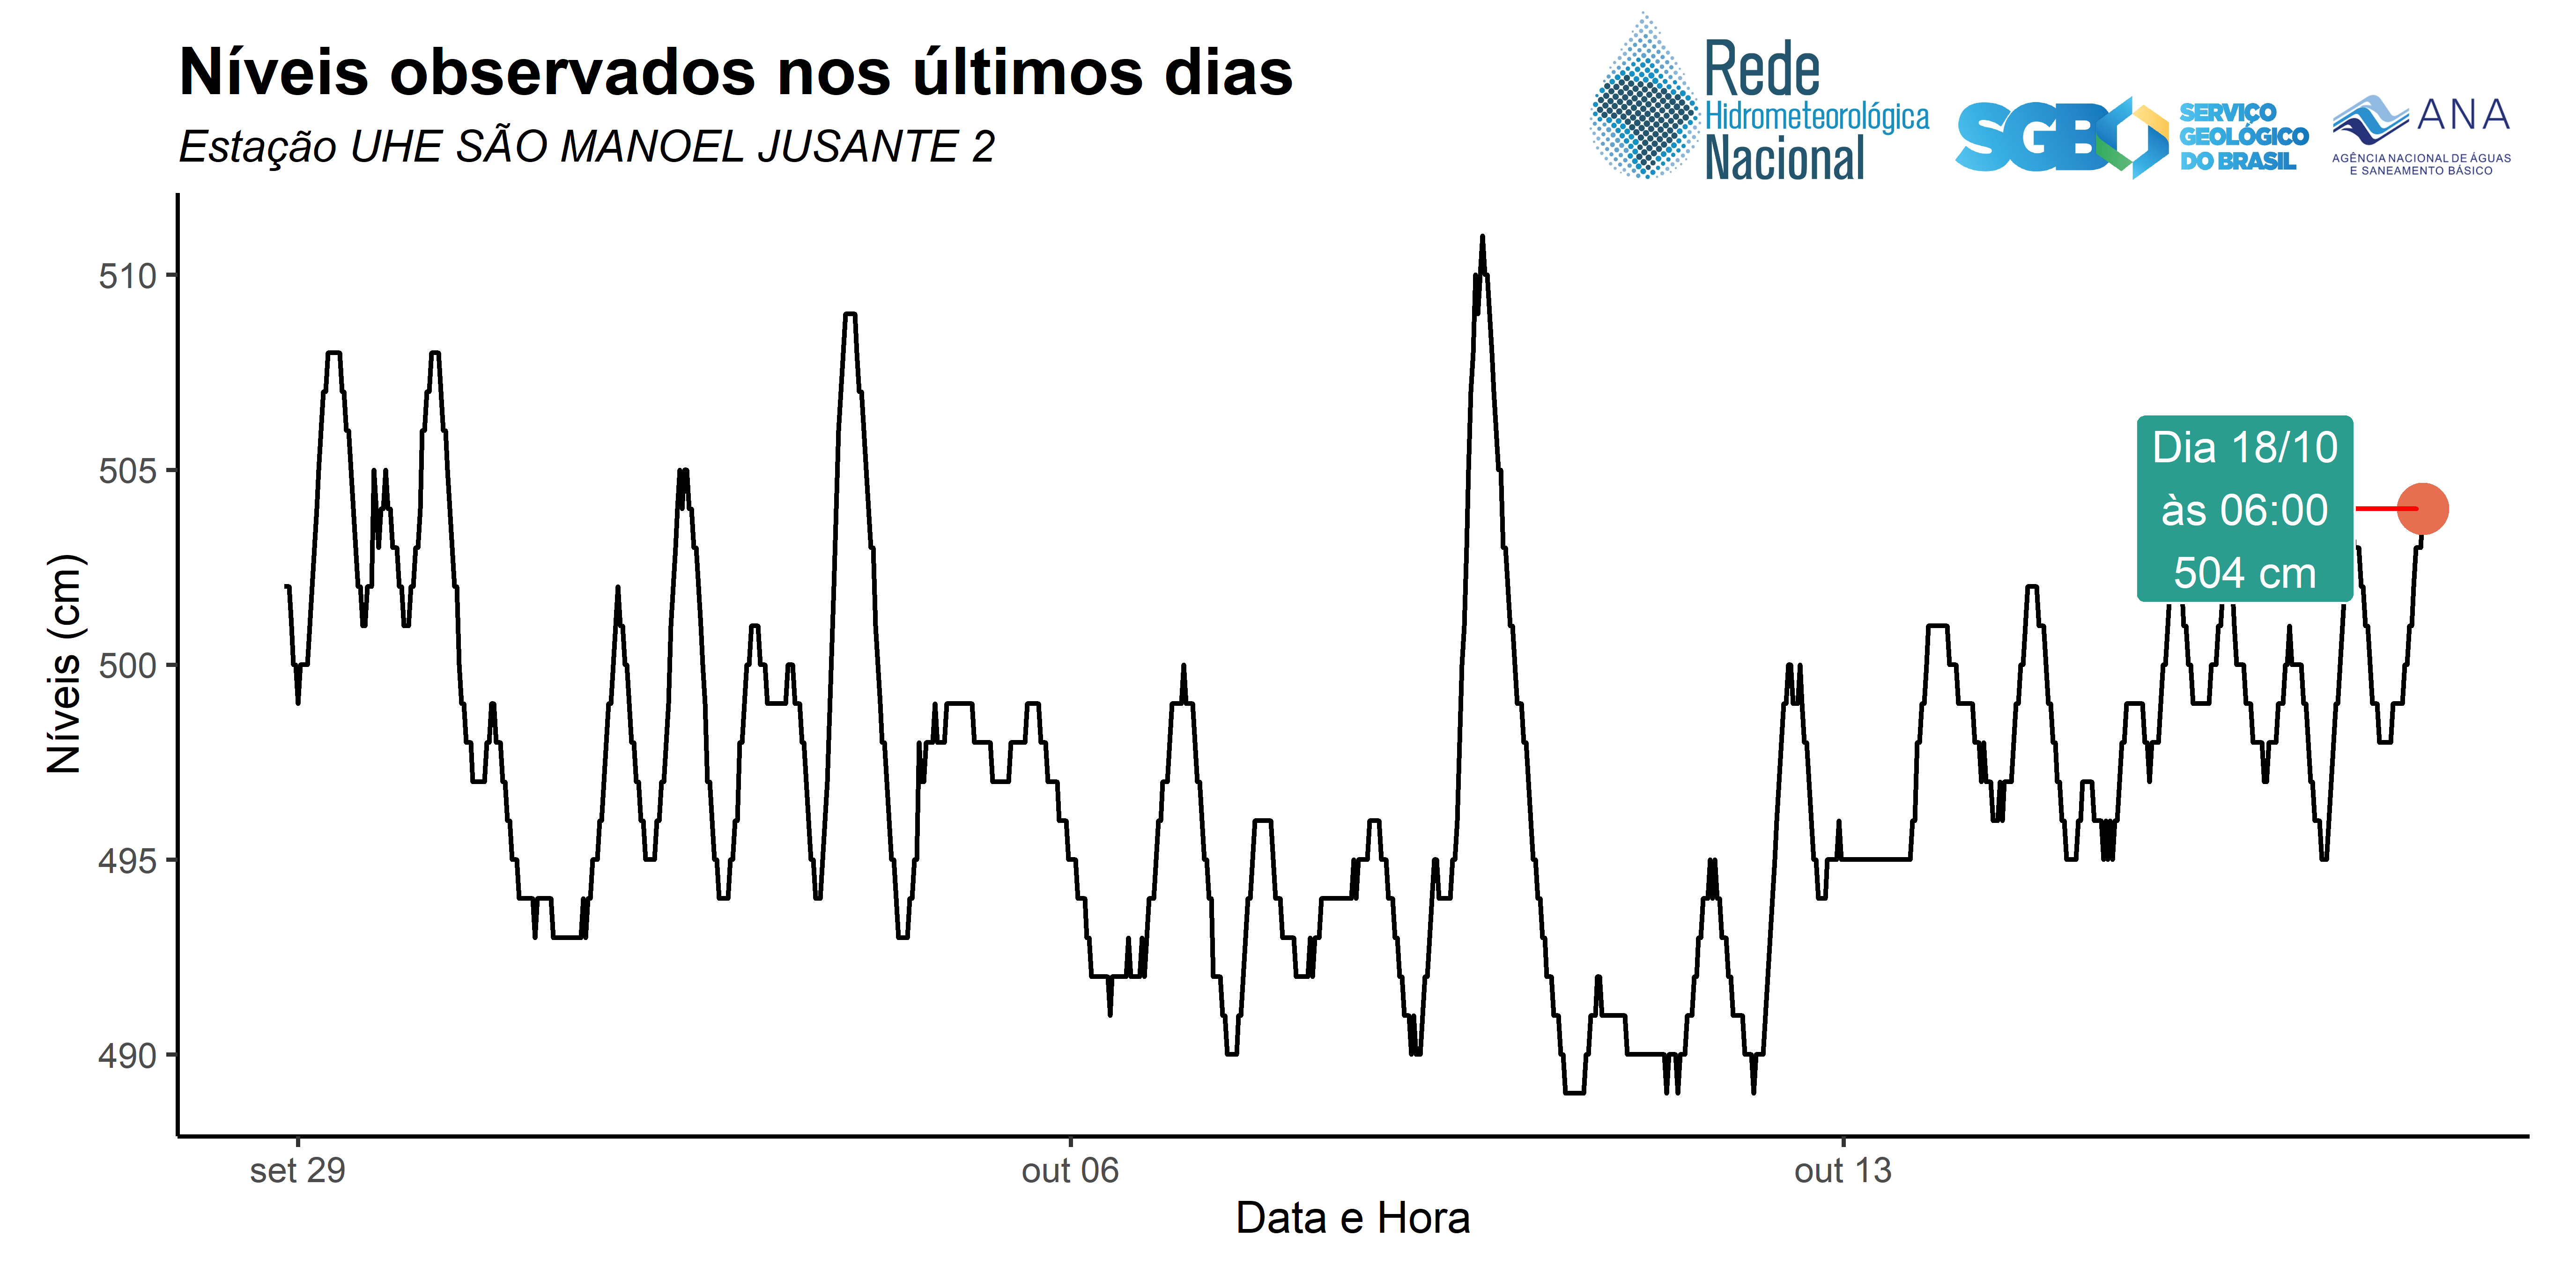 Níveis observados nos últimos dias
Estação UHE SÃO MANOEL JUSANTE 2
Rede
Hidrometeorológica
Nacional
SGB
SERVIÇO
GEOLÓGICO
DO BRASIL
ANA
AGÊNCIA NACIONAL DE ÁGUAS
E SANEAMENTO BÁSICO
Níveis (cm)
510
505
500
495
490
Dia 18/10
às 06:00
504 cm
set 29
out 06
out 13
Data e Hora